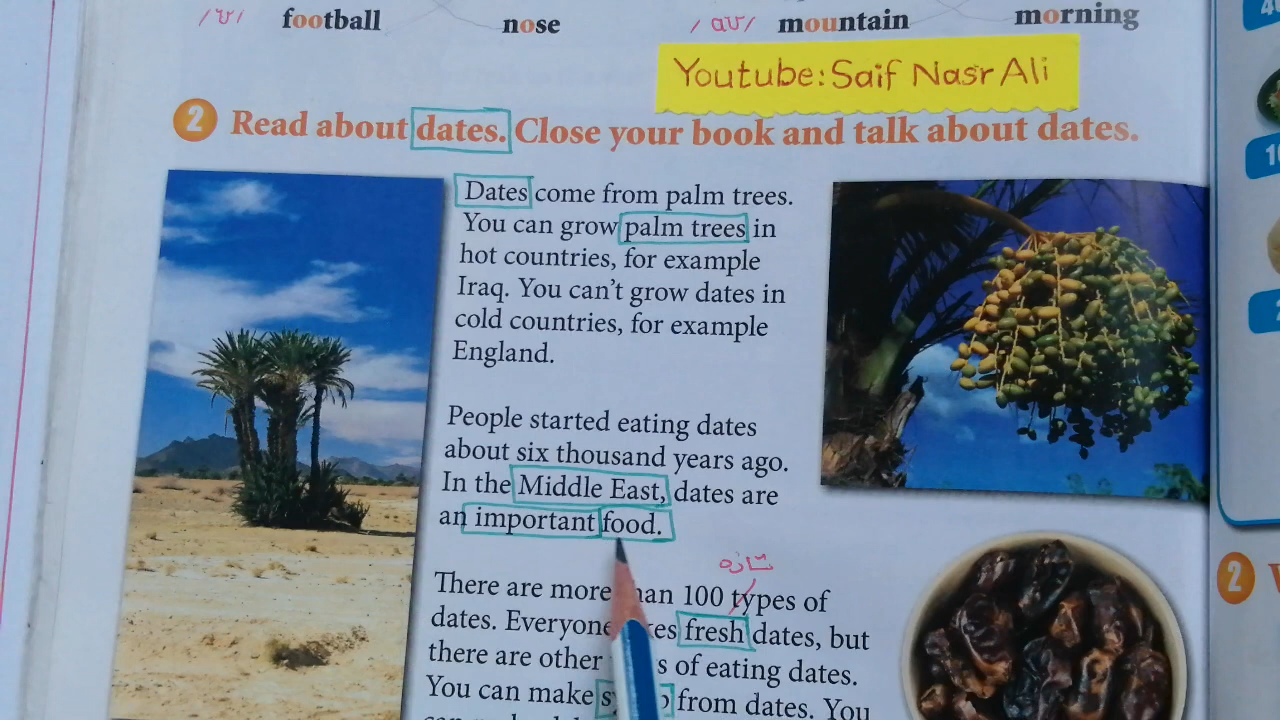 /ʊ/ football nose /aʊ/ mountain morning
Youtube: Saif Nasr Ali
2 Read about dates. Close your book and talk about dates.
Dates come from palm trees.
You can grow palm trees in
hot countries, for example
Iraq. You can't grow dates in
cold countries, for example
England.
People started eating dates
about six thousand years ago.
In the Middle East, dates are
an important food.
There are more 100 types of
dates. Everyone fresh dates, but
there are other of eating dates.
You can make from dates. You
2